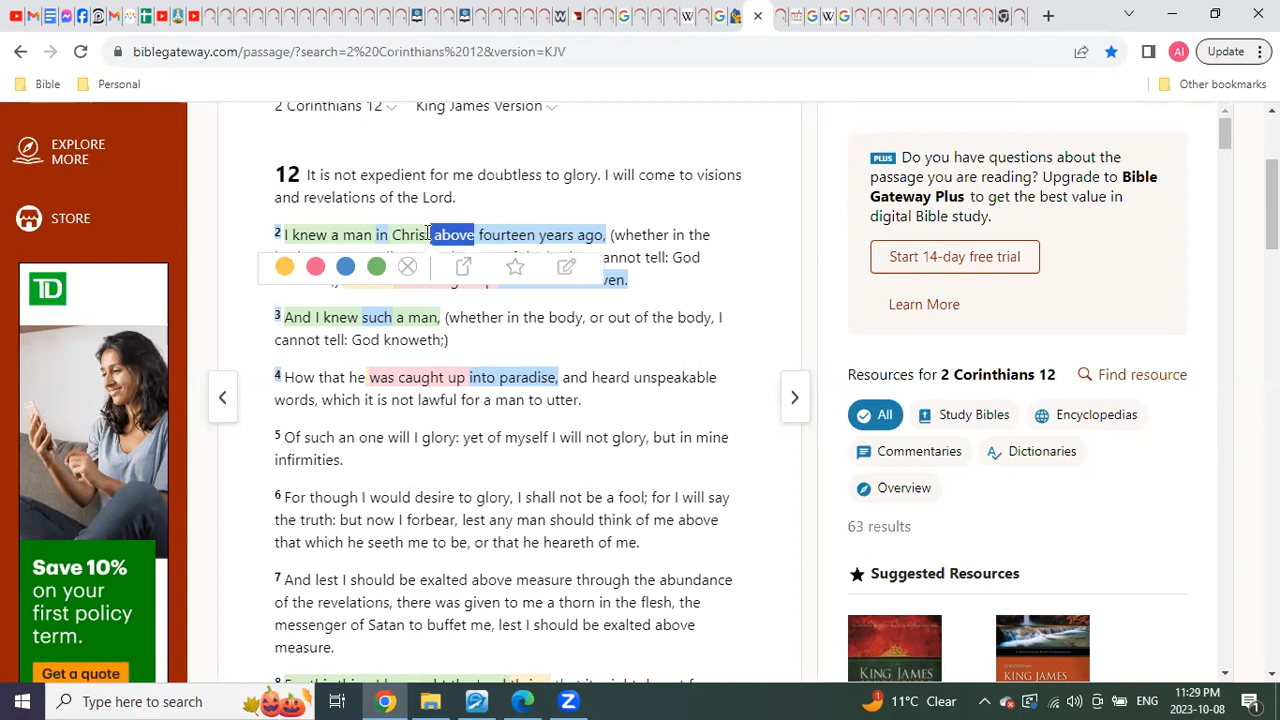 Update
biblegateway.com/passage/?search=2%20Corinthians%2012&version=KJV
AI
Bible
Personal
Other bookmarks
EXPLORE
MORE
STORE
TD
Save 10%
on your
first policy
term.
Get a quote
2 Corinthians 12
King James Version
12 It is not expedient for me doubtless to glory. I will come to visions
and revelations of the Lord.
2 I knew a man in Chris above fourteen years ago, (whether in the
annot tell: God
ven.
3 And I knew such a man, (whether in the body, or out of the body, I
cannot tell: God knoweth;)
4 How that he was caught up into paradise, and heard unspeakable
words, which it is not lawful for a man to utter.
5 Of such an one will I glory: yet of myself I will not glory, but in mine
infirmities.
6 For though I would desire to glory, I shall not be a fool; for I will say
the truth: but now I forbear, lest any man should think of me above
that which he seeth me to be, or that he heareth of me.
7 And lest I should be exalted above measure through the abundance
of the revelations, there was given to me a thorn in the flesh, the
messenger of Satan to buffet me, lest I should be exalted above
measure.
PLUS Do you have questions about the
passage you are reading? Upgrade to Bible
Gateway Plus to get the best value in
digital Bible study.
Start 14-day free trial
Learn More
Resources for 2 Corinthians 12
Find resource
All
Study Bibles
Encyclopedias
Commentaries
Dictionaries
Overview
63 results
Suggested Resources
KING
JAMES
KING
JAMES
Type here to search
1
11°C Clear
ENG
11:29 PM
2023-10-08
1